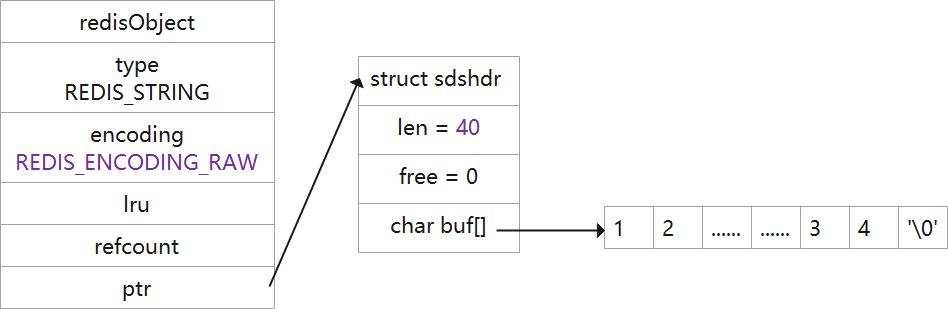 redisObject
type
REDIS_STRING
encoding
REDIS_ENCODING_RAW
lru
refcount
ptr
struct sdshdr
len = 40
free = 0
char buf[]
1 2 ...... ...... 3 4 '\0'